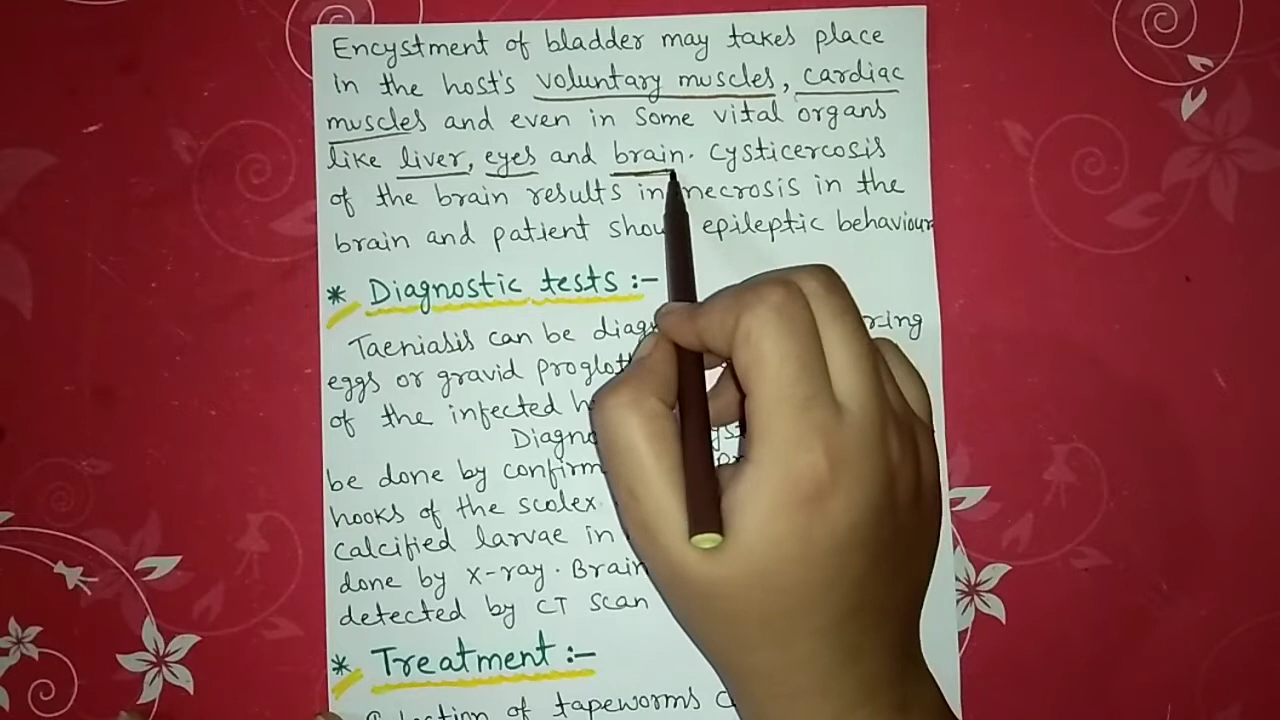 Encystment of bladder may takes place
in the host's voluntary muscles, cardiac
muscles and even in some vital organs
like liver, eyes and brain. Cysticercosis
of the brain results in necrosis in the
brain and patient epileptic behaviour
* Diagnostic tests :-
Taeniasis can be
eggs or gravid
of the infected
be done by
hooks of the scolex
calcified larvae in
done by X-ray. Brain
detected by CT scan
* Treatment :-
of tapeworms